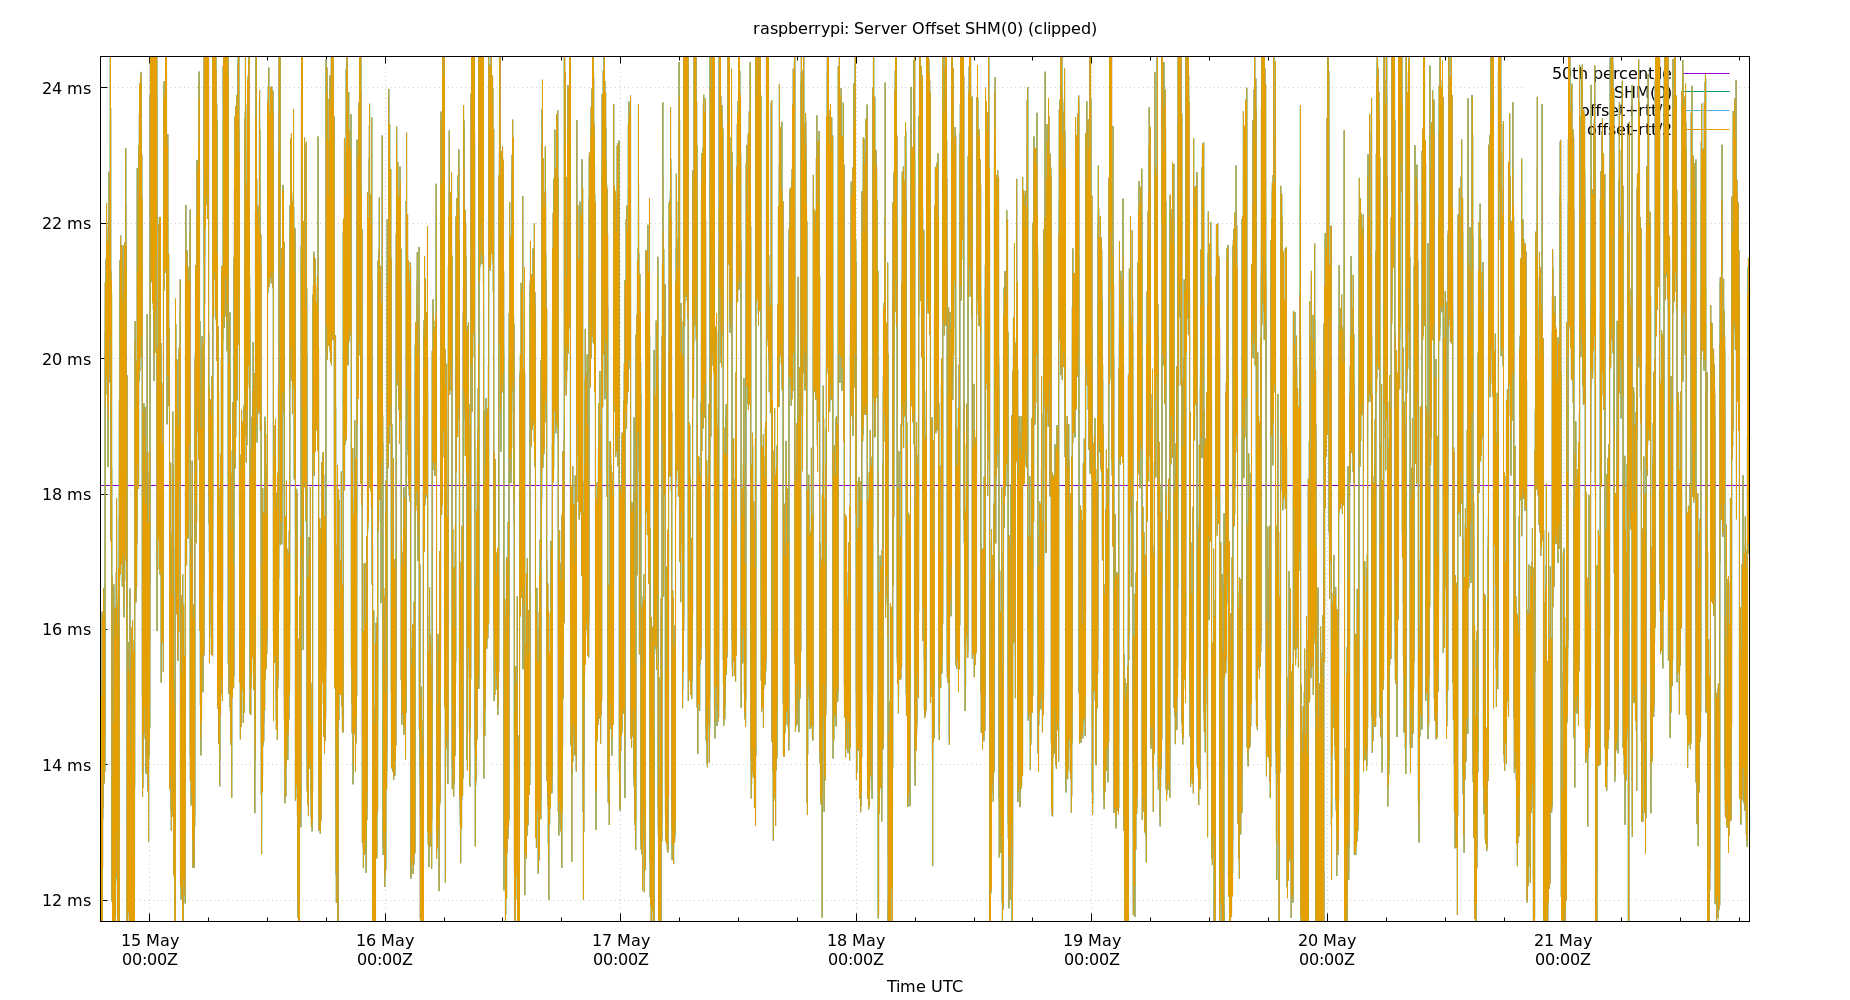 raspberrypi: Server Offset SHM(0) (clipped)
24 ms
22 ms
20 ms
18 ms
16 ms
14 ms
12 ms
50th percentile
SHM(0)
offset+rtt/2
offset-rtt/2
15 May 16 May 17 May 18 May 19 May 20 May 21 May
00:00Z 00:00Z 00:00Z 00:00Z 00:00Z 00:00Z 00:00Z
Time UTC